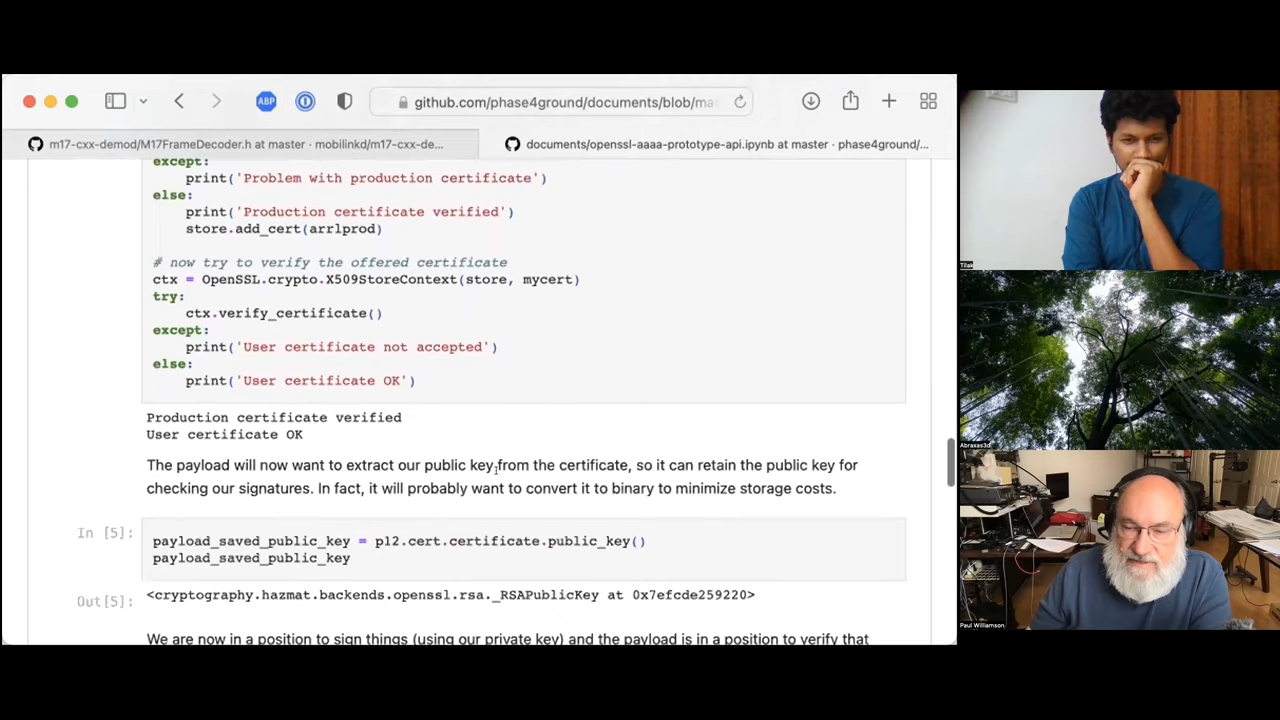 ABP
github.com/phase4ground/documents/blob/ma
m17-cxx-demod/M17FrameDecoder.h at master · mobilinkd/m17-cxx-de...
documents/openssl-aaaa-prototype-api.ipynb at master · phase4ground/...
except:
print('Problem with production certificate')
else:
print('Production certificate verified')
store.add_cert(arrlprod)
# now try to verify the offered certificate
ctx = OpenSSL.crypto.X509StoreContext(store, mycert)
try:
ctx.verify_certificate()
except:
print('User certificate not accepted')
else:
print('User certificate OK')
Production certificate verified
User certificate OK
The payload will now want to extract our public key from the certificate, so it can retain the public key for
checking our signatures. In fact, it will probably want to convert it to binary to minimize storage costs.
In [5]:
payload_saved_public_key = p12.cert.certificate.public_key()
payload_saved_public_key
Out[5]:
<cryptography.hazmat.backends.openssl.rsa._RSAPublicKey at 0x7efcde259220>
We are now in a position to sign things (using our private key) and the payload is in a position to verify that
Tilak
Abraxas3d
Paul Williamson